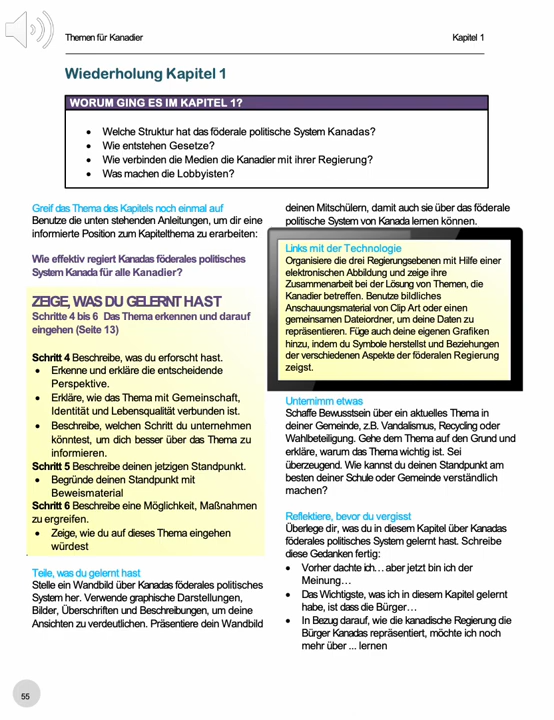 Themen für Kanadier Kapitel 1
Wiederholung Kapitel 1
WORUM GING ES IM KAPITEL 1?
• Welche Struktur hat das föderale politische System Kanadas?
• Wie entstehen Gesetze?
• Wie verbinden die Medien die Kanadier mit ihrer Regierung?
• Was machen die Lobbyisten?
Greif das Thema des Kapitels noch einmal auf
Benutze die unten stehenden Anleitungen, um dir eine
informierte Position zum Kapitelthema zu erarbeiten:
Wie effektiv regiert Kanadas föderales politisches
System Kanada für alle Kanadier?
ZEIGE, WAS DU GELERNT HAST
Schritte 4 bis 6 Das Thema erkennen und darauf
eingehen (Seite 13)
Schritt 4 Beschreibe, was du erforscht hast.
• Erkenne und erkläre die entscheidende
Perspektive.
• Erkläre, wie das Thema mit Gemeinschaft,
Identität und Lebensqualität verbunden ist.
• Beschreibe, welchen Schritt du unternehmen
könntest, um dich besser über das Thema zu
informieren.
Schritt 5 Beschreibe deinen jetzigen Standpunkt.
• Begründe deinen Standpunkt mit
Beweismaterial
Schritt 6 Beschreibe eine Möglichkeit, Maßnahmen
zu ergreifen.
• Zeige, wie du auf dieses Thema eingehen
würdest
Teile, was du gelernt hast
Stelle ein Wandbild über Kanadas föderales politisches
System her. Verwende graphische Darstellungen,
Bilder, Überschriften und Beschreibungen, um deine
Ansichten zu verdeutlichen. Präsentiere dein Wandbild
deinen Mitschülern, damit auch sie über das föderale
politische System von Kanada lernen können.
Links mit der Technologie
Organisiere die drei Regierungsebenen mit Hilfe einer
elektronischen Abbildung und zeige ihre
Zusammenarbeit bei der Lösung von Themen, die
Kanadier betreffen. Benutze bildliches
Anschauungsmaterial von Clip Art oder einen
gemeinsamen Dateiordner, um deine Daten zu
repräsentieren. Füge auch deine eigenen Grafiken
hinzu, indem du Symbole herstellst und Beziehungen
der verschiedenen Aspekte der föderalen Regierung
zeigst.
Unternimm etwas
Schaffe Bewusstsein über ein aktuelles Thema in
deiner Gemeinde, z.B. Vandalismus, Recycling oder
Wahlbeteiligung. Gehe dem Thema auf den Grund und
erkläre, warum das Thema wichtig ist. Sei
überzeugend. Wie kannst du deinen Standpunkt am
besten deiner Schule oder Gemeinde verständlich
machen?
Reflektiere, bevor du vergisst
Überlege dir, was du in diesem Kapitel über Kanadas
föderales politisches System gelernt hast. Schreibe
diese Gedanken fertig:
• Vorher dachte ich… aber jetzt bin ich der
Meinung…
• Das Wichtigste, was ich in diesem Kapitel gelernt
habe, ist dass die Bürger…
• In Bezug darauf, wie die kanadische Regierung die
Bürger Kanadas repräsentiert, möchte ich noch
mehr über ... lernen
55